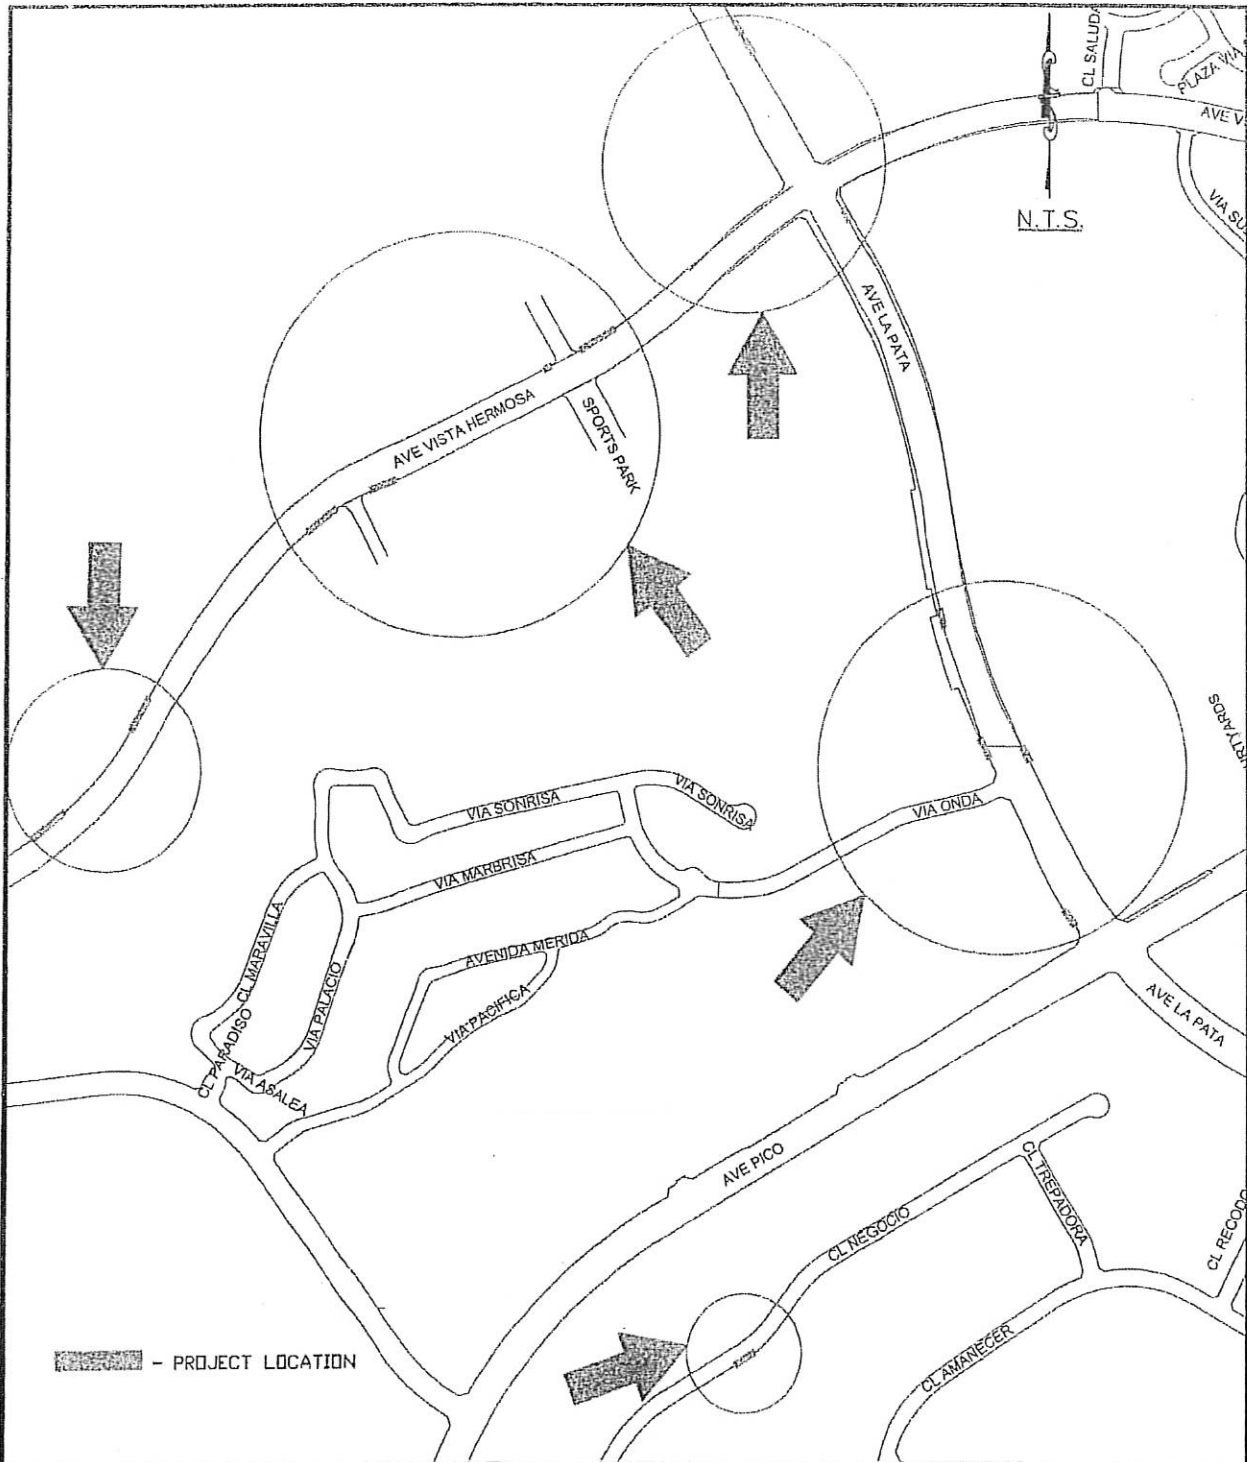 CL SALUDA
PLAZA VIA
AVE V
VIA SU
N.T.S.
AVE LA PATA
AVE VISTA HERMOSA
SPORTS PARK
RTYARDS
VIA SONRISA
VIA SONRISA
VIA ONDA
VIA MARBRISA
CL MARAVILLA
AVENIDA MERIDA
VIA PALACIO
VIA PACIFICA
AVE LA PATA
CL PARADISO
VIA ASALEA
AVE PICO
CL TREPADORA
CL NEGOCIO
CL RECODO
- PROJECT LOCATION
CL AMANECER